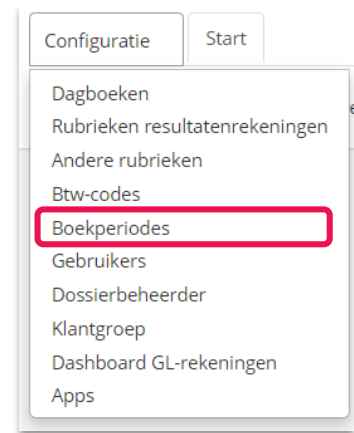 Configuratie Start
Dagboeken
Rubrieken resultatenrekeningen
Andere rubrieken
Btw-codes
Boekperiodes
Gebruikers
Dossierbeheerder
Klantgroep
Dashboard GL-rekeningen
Apps